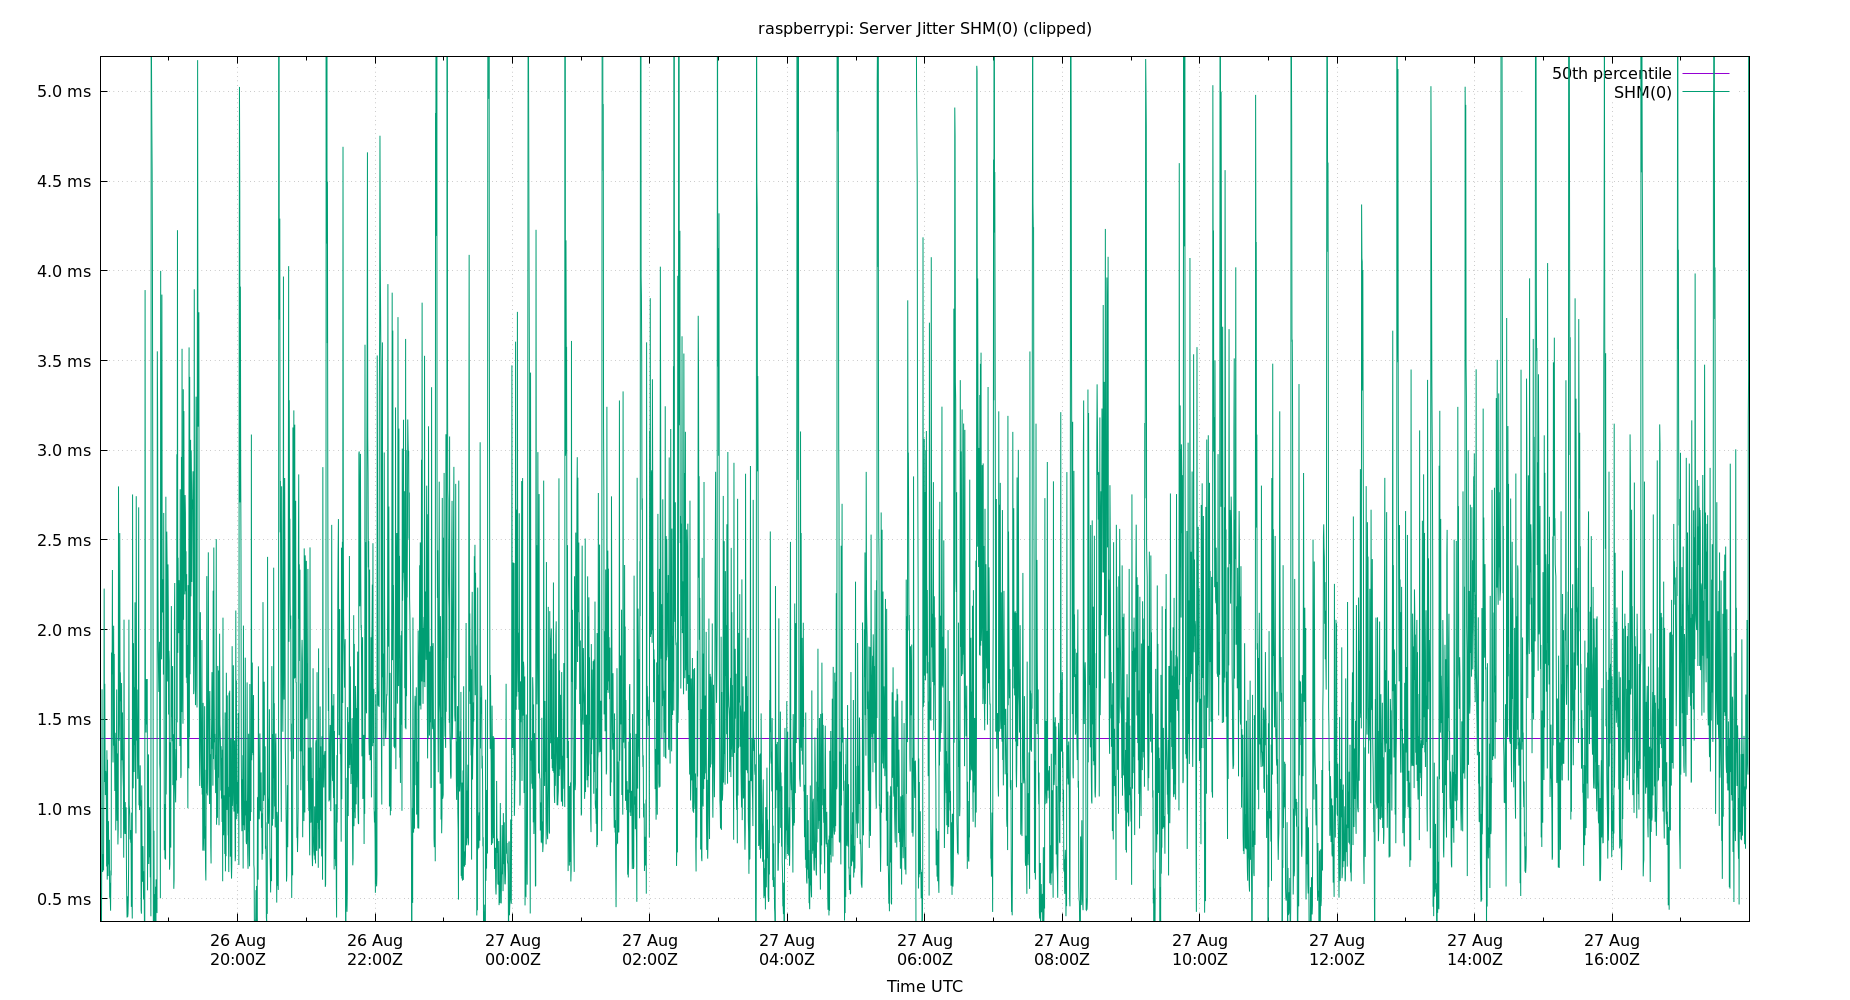 raspberrypi: Server Jitter SHM(0) (clipped)
50th percentile
SHM(0)
5.0 ms
4.5 ms
4.0 ms
3.5 ms
3.0 ms
2.5 ms
2.0 ms
1.5 ms
1.0 ms
0.5 ms
26 Aug 26 Aug 27 Aug 27 Aug 27 Aug 27 Aug 27 Aug 27 Aug 27 Aug 27 Aug 27 Aug
20:00Z 22:00Z 00:00Z 02:00Z 04:00Z 06:00Z 08:00Z 10:00Z 12:00Z 14:00Z 16:00Z
Time UTC